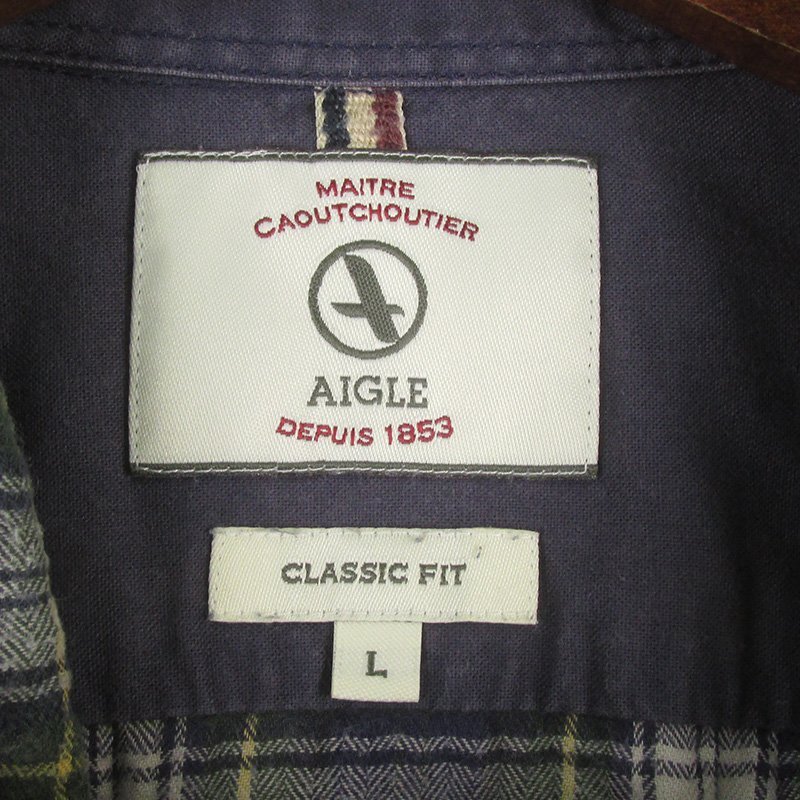 MAITRE
CAOUTCHOUTIER
AIGLE
DEPUIS 1853
CLASSIC FIT
L